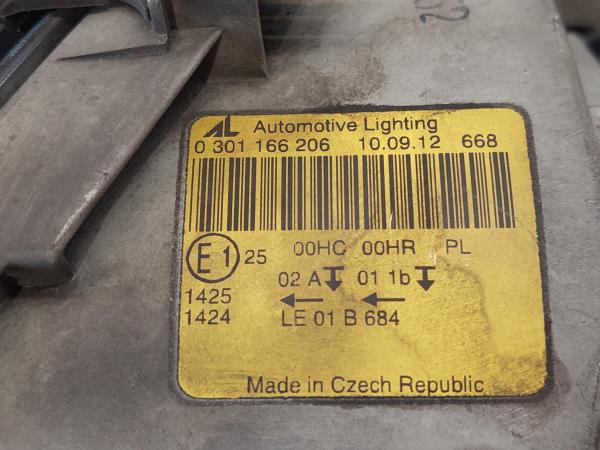 AL Automotive Lighting
0 301 166 206 10.09.12 668
E1 25 00HC 00HR PL
02 A 01 1b
1425 ← ←
1424 LE 01 B 684
Made in Czech Republic